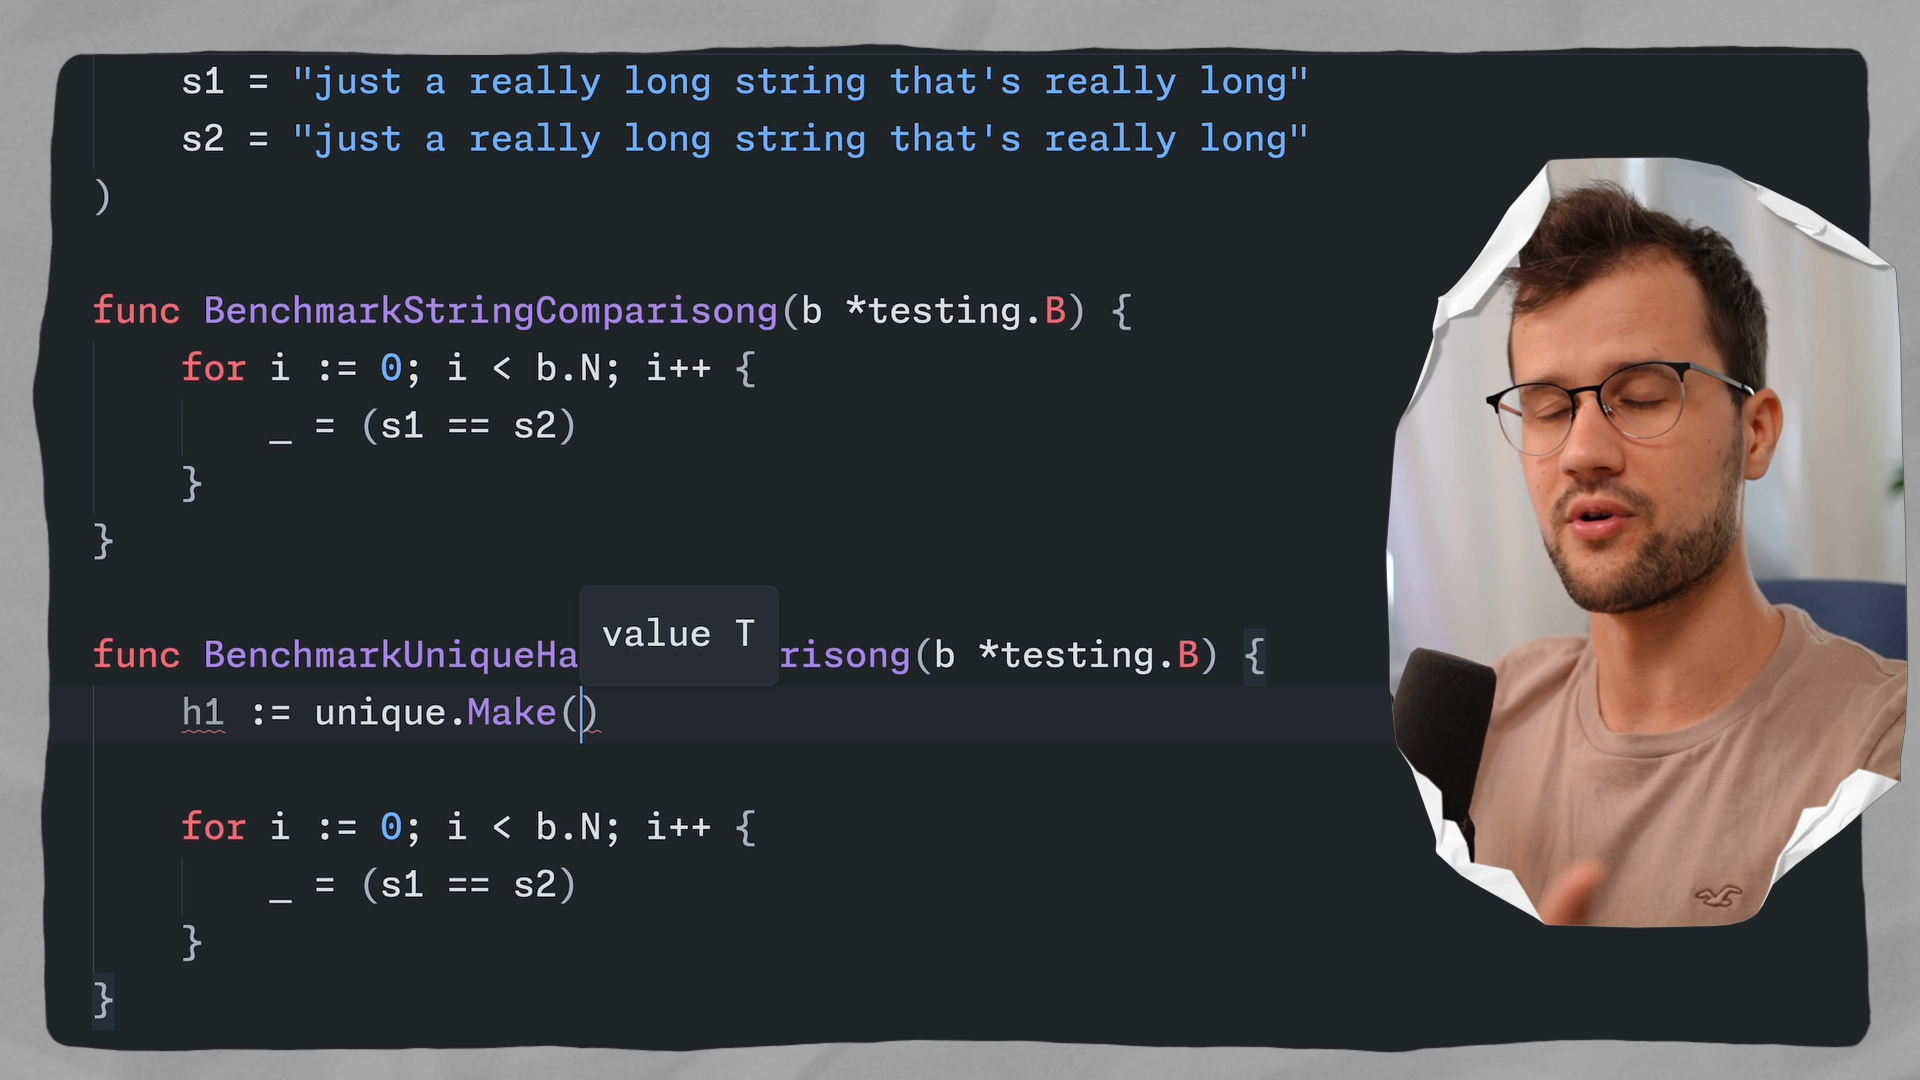 s1 = "just a really long string that's really long"
s2 = "just a really long string that's really long"
)
func BenchmarkStringComparisong(b *testing.B) {
for i := 0; i < b.N; i++ {
_ = (s1 == s2)
}
}
value T
func BenchmarkUniqueHa risong(b *testing.B) {
h1 := unique.Make()
for i := 0; i < b.N; i++ {
_ = (s1 == s2)
}
}